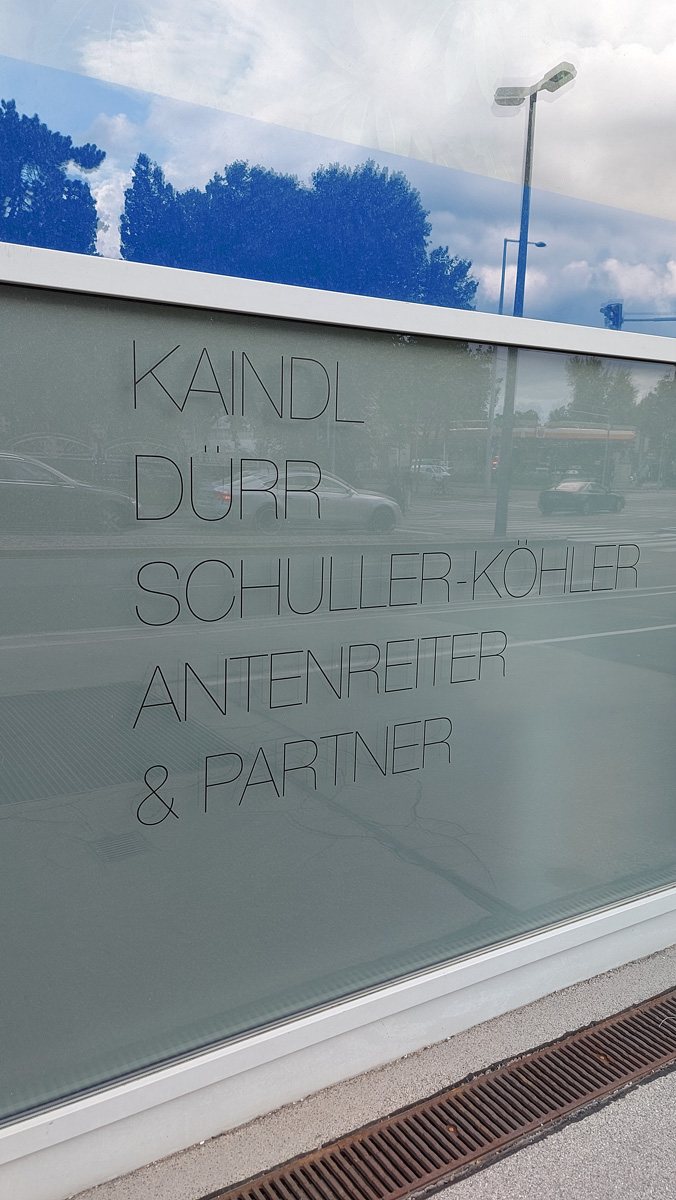 KAINDL
DÜRR
SCHULLER-KÖHLER
ANTENREITER
& PARTNER